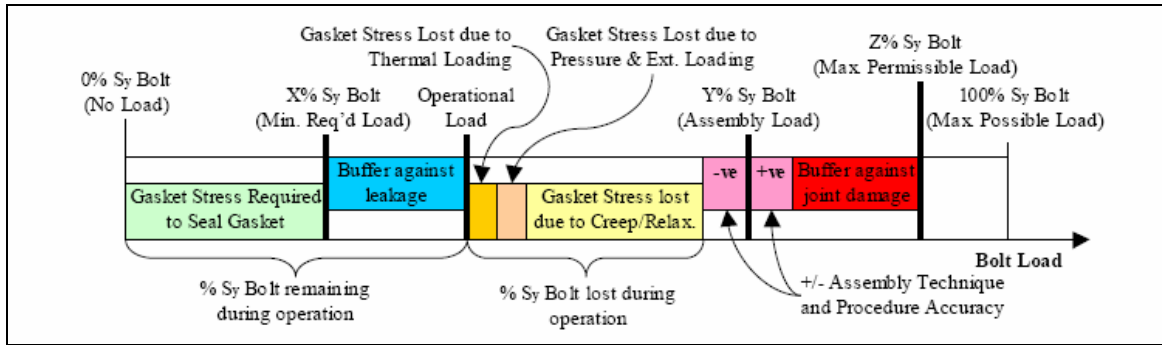 Gasket Stress Lost due to
Thermal Loading
Gasket Stress Lost due to
Pressure & Ext. Loading
Z% Sy Bolt
(Max. Permissible Load)
0% Sy Bolt
(No Load)
X% Sy Bolt
(Min. Req'd Load)
Operational
Load
Y% Sy Bolt
(Assembly Load)
100% Sy Bolt
(Max. Possible Load)
Gasket Stress Required
to Seal Gasket
Buffer against
leakage
Gasket Stress lost
due to Creep/Relax.
-ve
+ve
Buffer against
joint damage
Bolt Load
% Sy Bolt remaining
during operation
% Sy Bolt lost during
operation
+/- Assembly Technique
and Procedure Accuracy